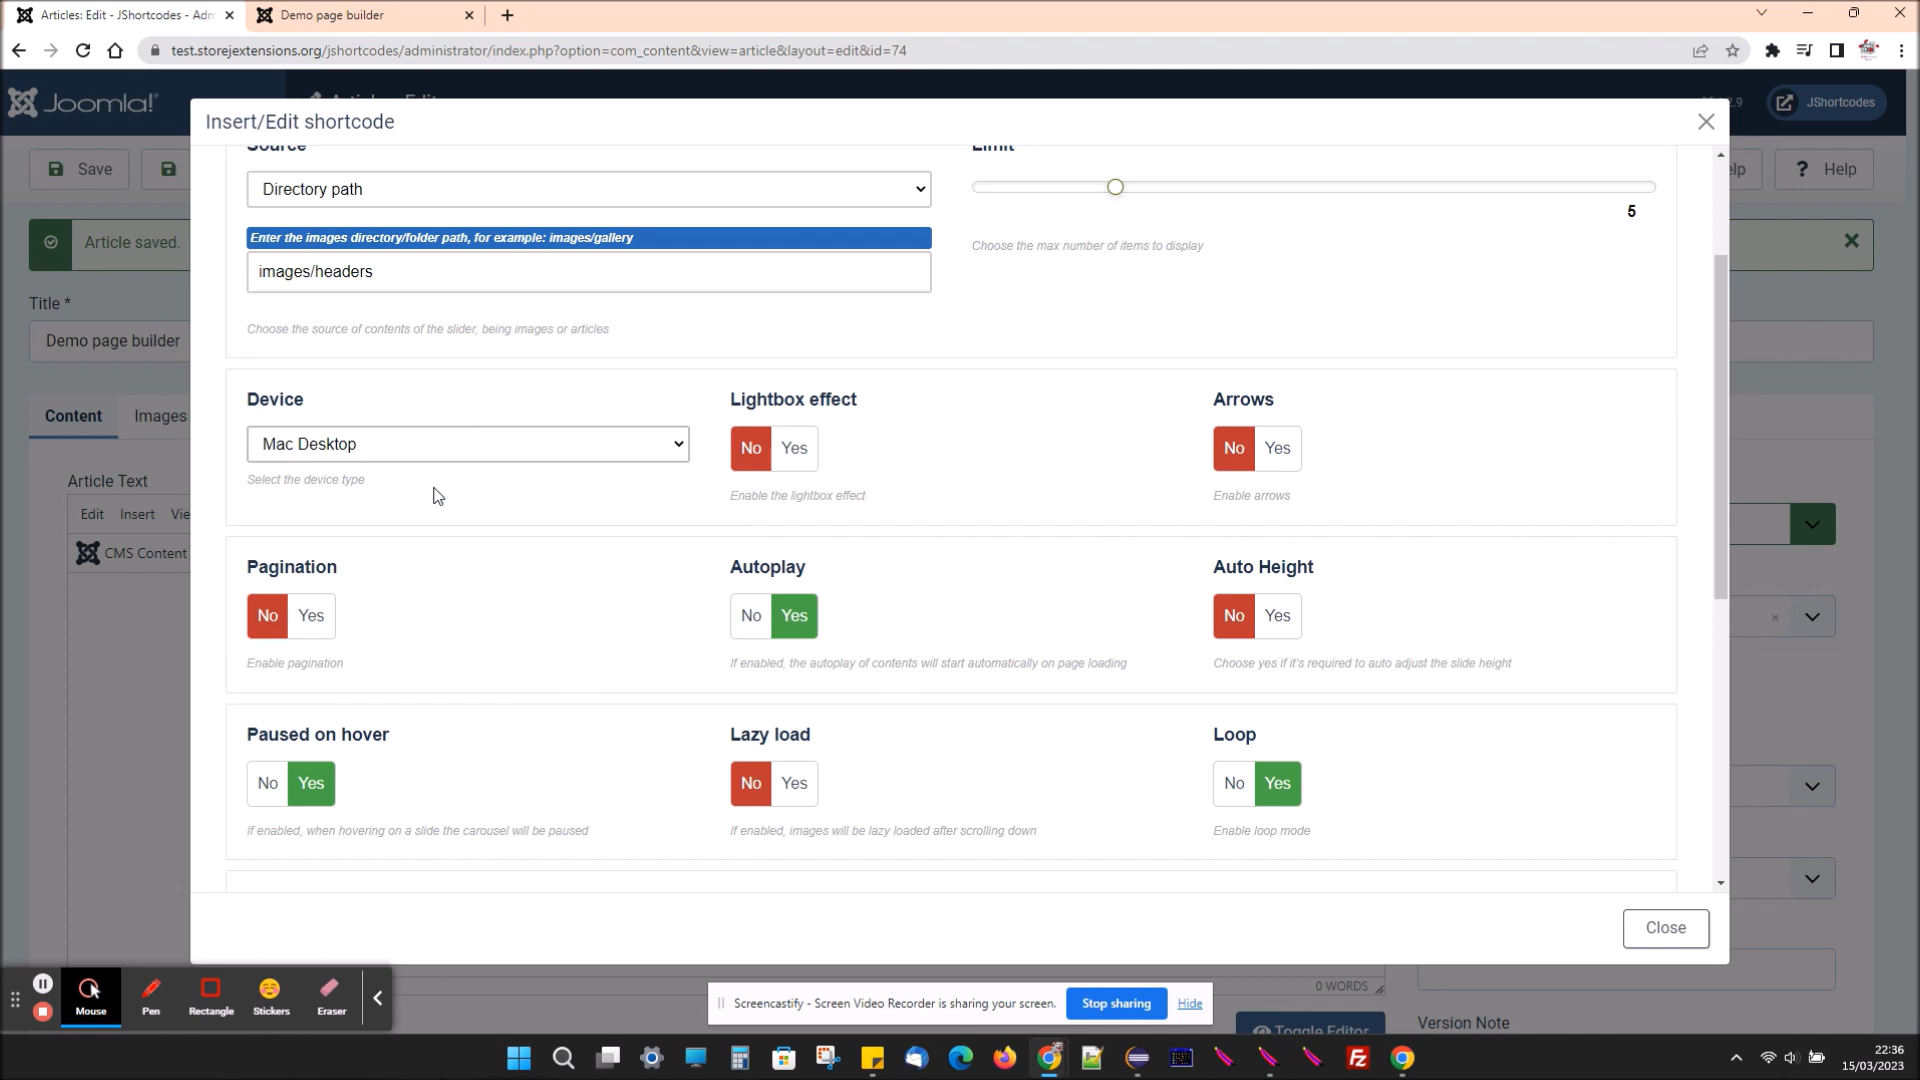 Articles: Edit - JShortcodes - Adm
Demo page builder
test.storejextensions.org/jshortcodes/administrator/index.php?option=com_content&view=article&layout=edit&id=74
Joomla!
JShortcodes
Insert/Edit shortcode
Save
Help
Source
Limit
Directory path
5
Enter the images directory/folder path, for example: images/gallery
Choose the max number of items to display
images/headers
Article saved.
Choose the source of contents of the slider, being images or articles
Title *
Demo page builder
Device
Lightbox effect
Arrows
Content
Images
Mac Desktop
No Yes
No Yes
Select the device type
Enable the lightbox effect
Enable arrows
Article Text
Edit Insert Vie
CMS Content
Pagination
Autoplay
Auto Height
No Yes
No Yes
No Yes
Enable pagination
If enabled, the autoplay of contents will start automatically on page loading
Choose yes if it's required to auto adjust the slide height
Paused on hover
Lazy load
Loop
No Yes
No Yes
No Yes
If enabled, when hovering on a slide the carousel will be paused
If enabled, images will be lazy loaded after scrolling down
Enable loop mode
Close
0 WORDS
Mouse
Pen
Rectangle
Stickers
Eraser
Screencastify - Screen Video Recorder is sharing your screen.
Stop sharing
Hide
Toggle Editor
Version Note
22:36
15/03/2023